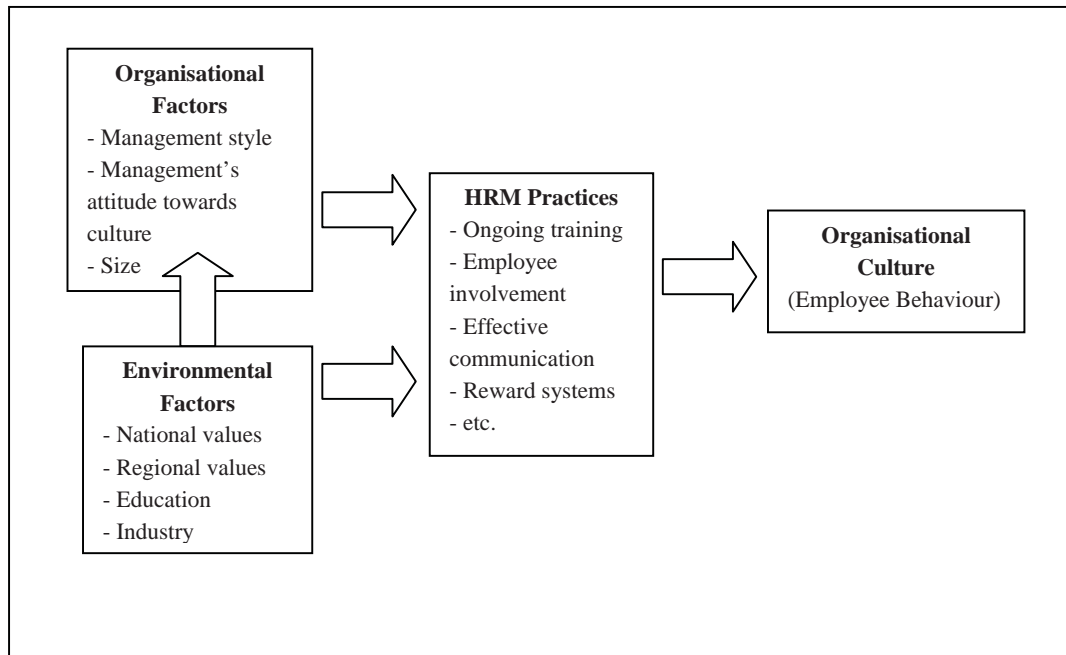 Organisational
Factors
- Management style
- Management’s
attitude towards
culture
- Size
Environmental
Factors
- National values
- Regional values
- Education
- Industry
HRM Practices
- Ongoing training
- Employee
involvement
- Effective
communication
- Reward systems
- etc.
Organisational
Culture
(Employee Behaviour)